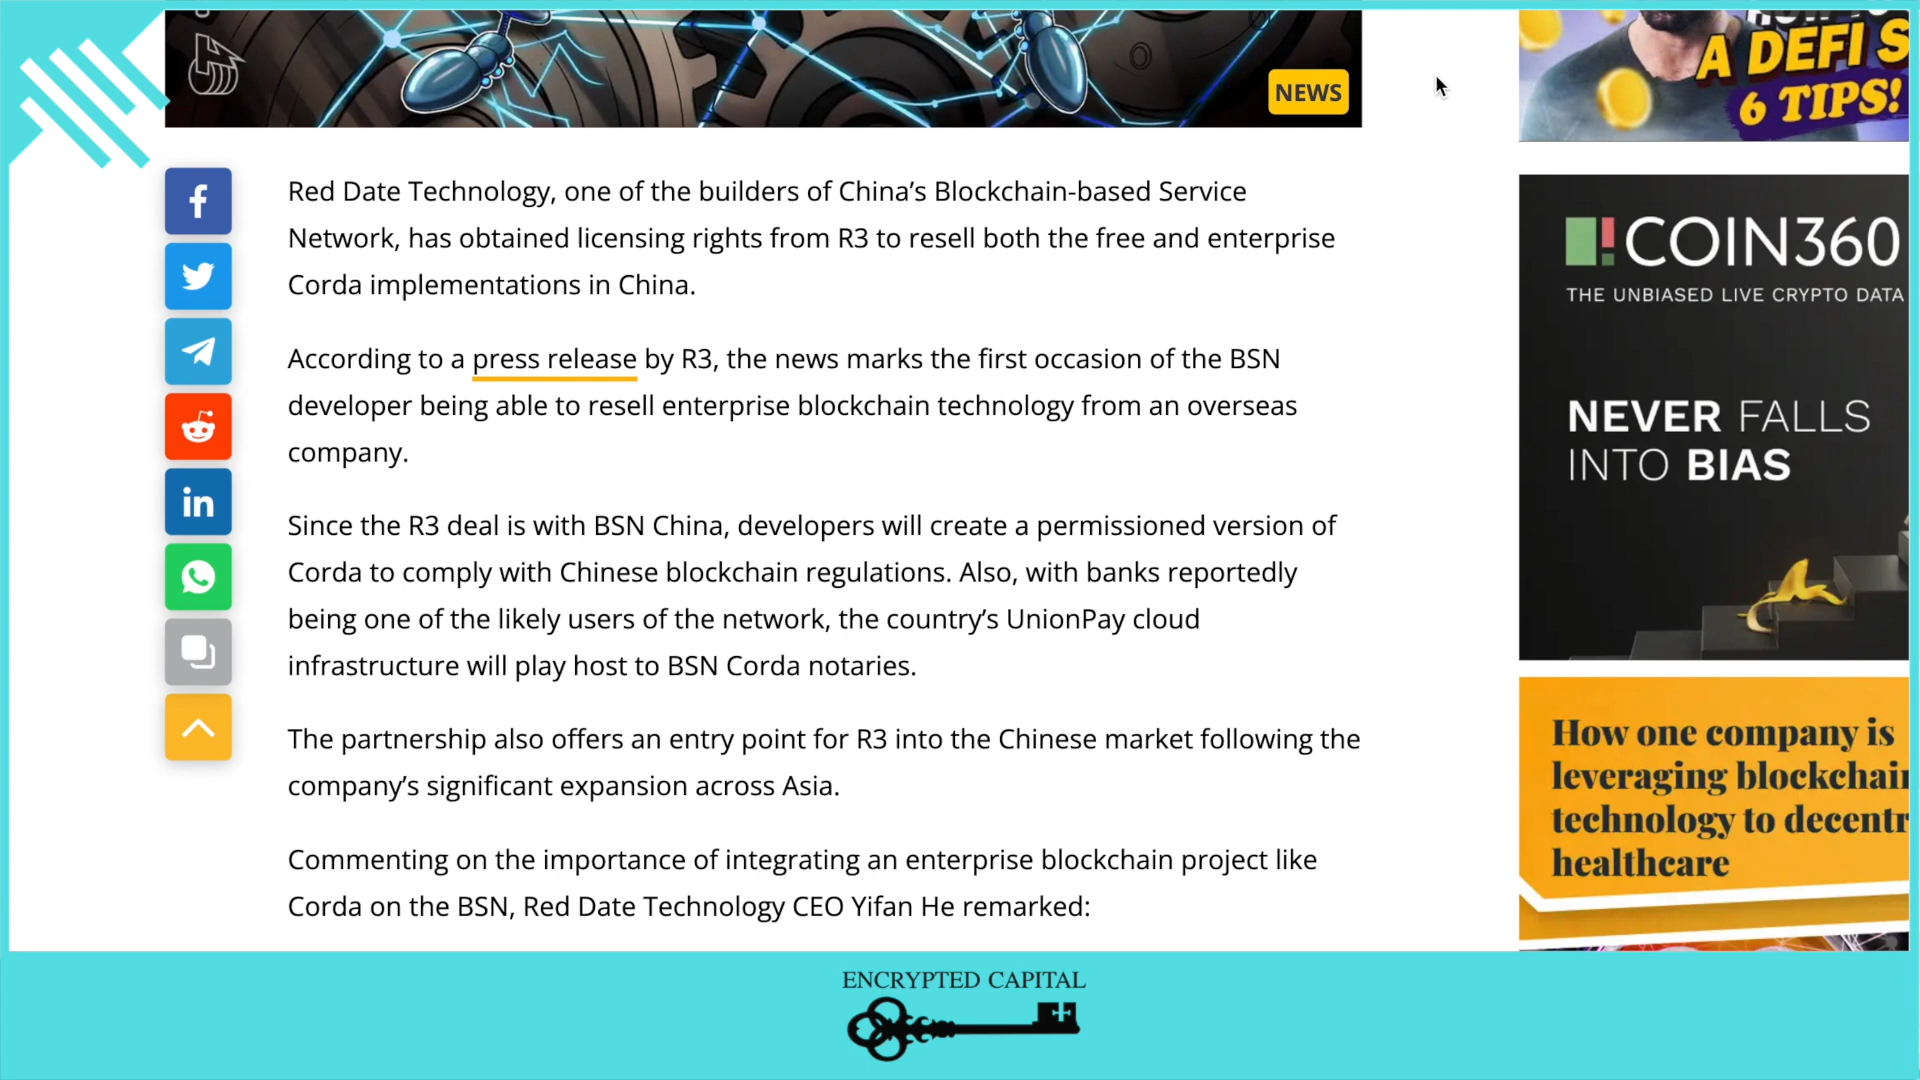 NEWS
A DEFI S
6 TIPS!
Red Date Technology, one of the builders of China’s Blockchain-based Service
Network, has obtained licensing rights from R3 to resell both the free and enterprise
Corda implementations in China.
According to a press release by R3, the news marks the first occasion of the BSN
developer being able to resell enterprise blockchain technology from an overseas
company.
Since the R3 deal is with BSN China, developers will create a permissioned version of
Corda to comply with Chinese blockchain regulations. Also, with banks reportedly
being one of the likely users of the network, the country’s UnionPay cloud
infrastructure will play host to BSN Corda notaries.
The partnership also offers an entry point for R3 into the Chinese market following the
company’s significant expansion across Asia.
Commenting on the importance of integrating an enterprise blockchain project like
Corda on the BSN, Red Date Technology CEO Yifan He remarked:
COIN360
THE UNBIASED LIVE CRYPTO DATA
NEVER FALLS
INTO BIAS
How one company is
leveraging blockchain
technology to decentr
healthcare
ENCRYPTED CAPITAL